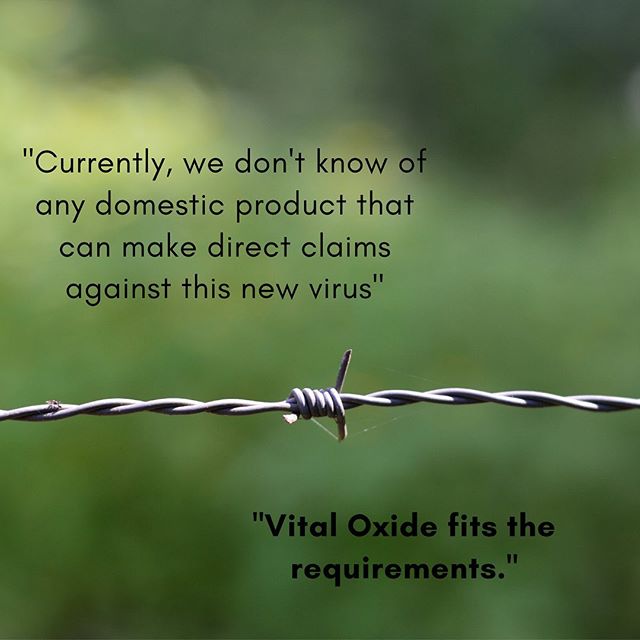 "Currently, we don't know of
any domestic product that
can make direct claims
against this new virus"
"Vital Oxide fits the
requirements."